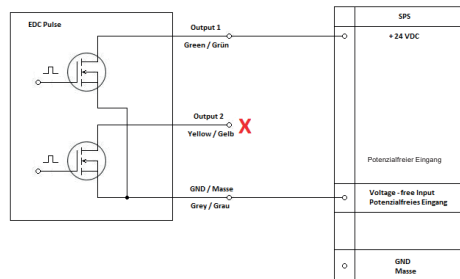 EDC Pulse
Output 1
Green / Grün
Output 2
Yellow / Gelb
X
GND / Masse
Grey / Grau
SPS
+ 24 VDC
Potenzialfreier Eingang
Voltage -free Input
Potenzialfreies Eingang
GND
Masse